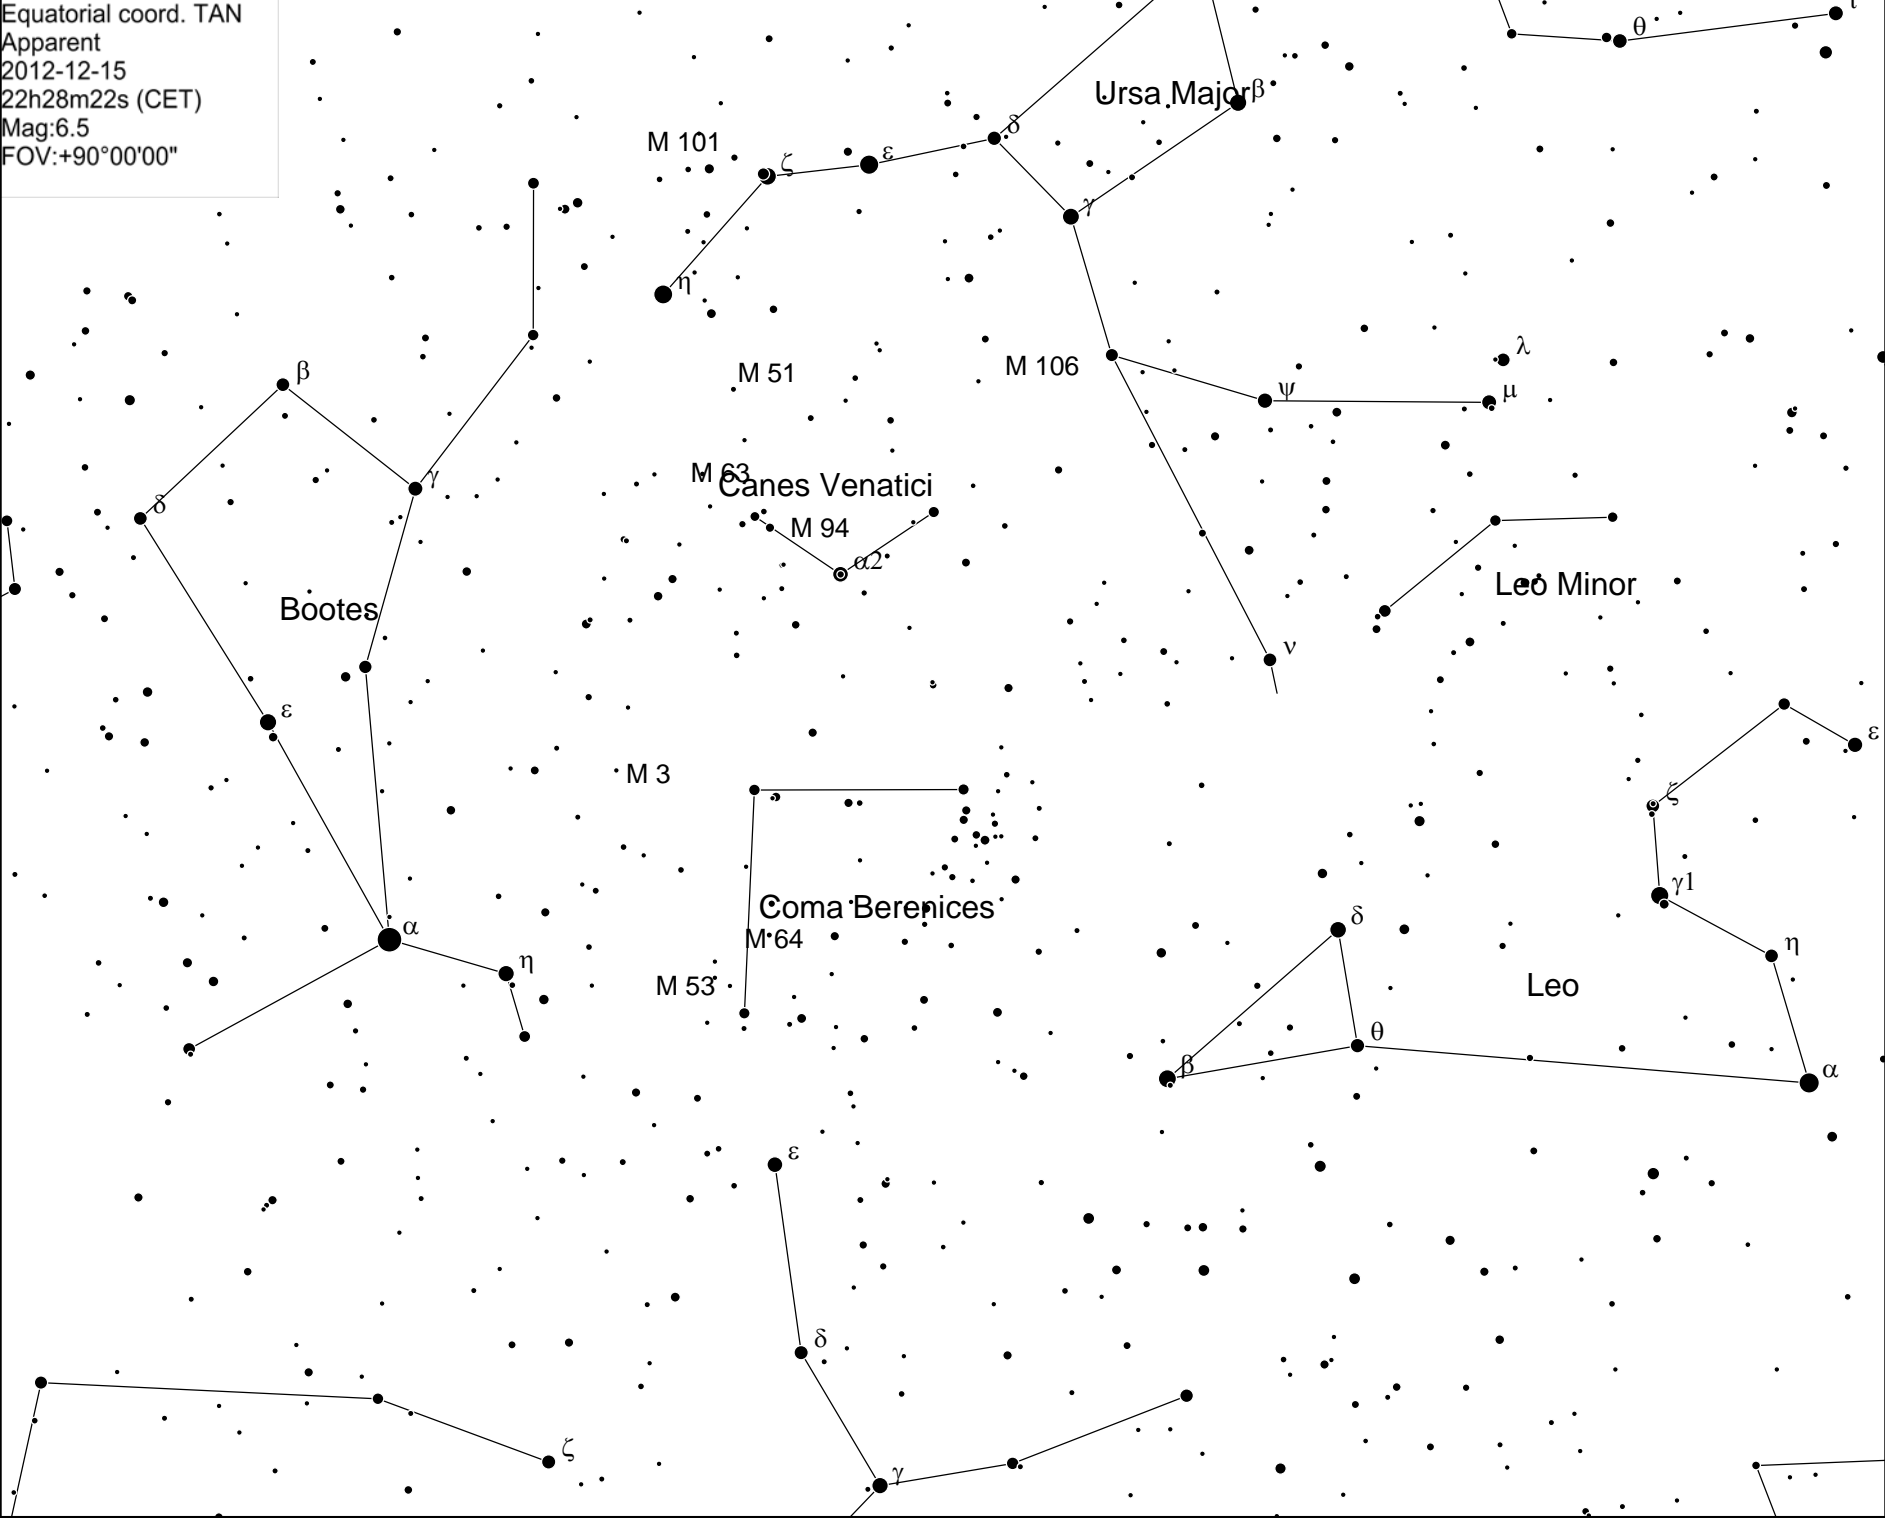 Equatorial coord. TAN
Apparent
2012-12-15
22h28m22s (CET)
Mag:6.5
FOV:+90°00'00"
θ
Ursa Major β
δ
M 101
ζ
ε
γ
η
λ
M 106
β
M 51
ψ
μ
M 63
γ
Canes Venatici
δ
M 94
α2
Leo Minor
Bootes
ν
ε
ε
M 3
ζ
γ1
Coma Berenices
δ
α
M 64
η
η
M 53
Leo
θ
β
α
ε
δ
ζ
γ